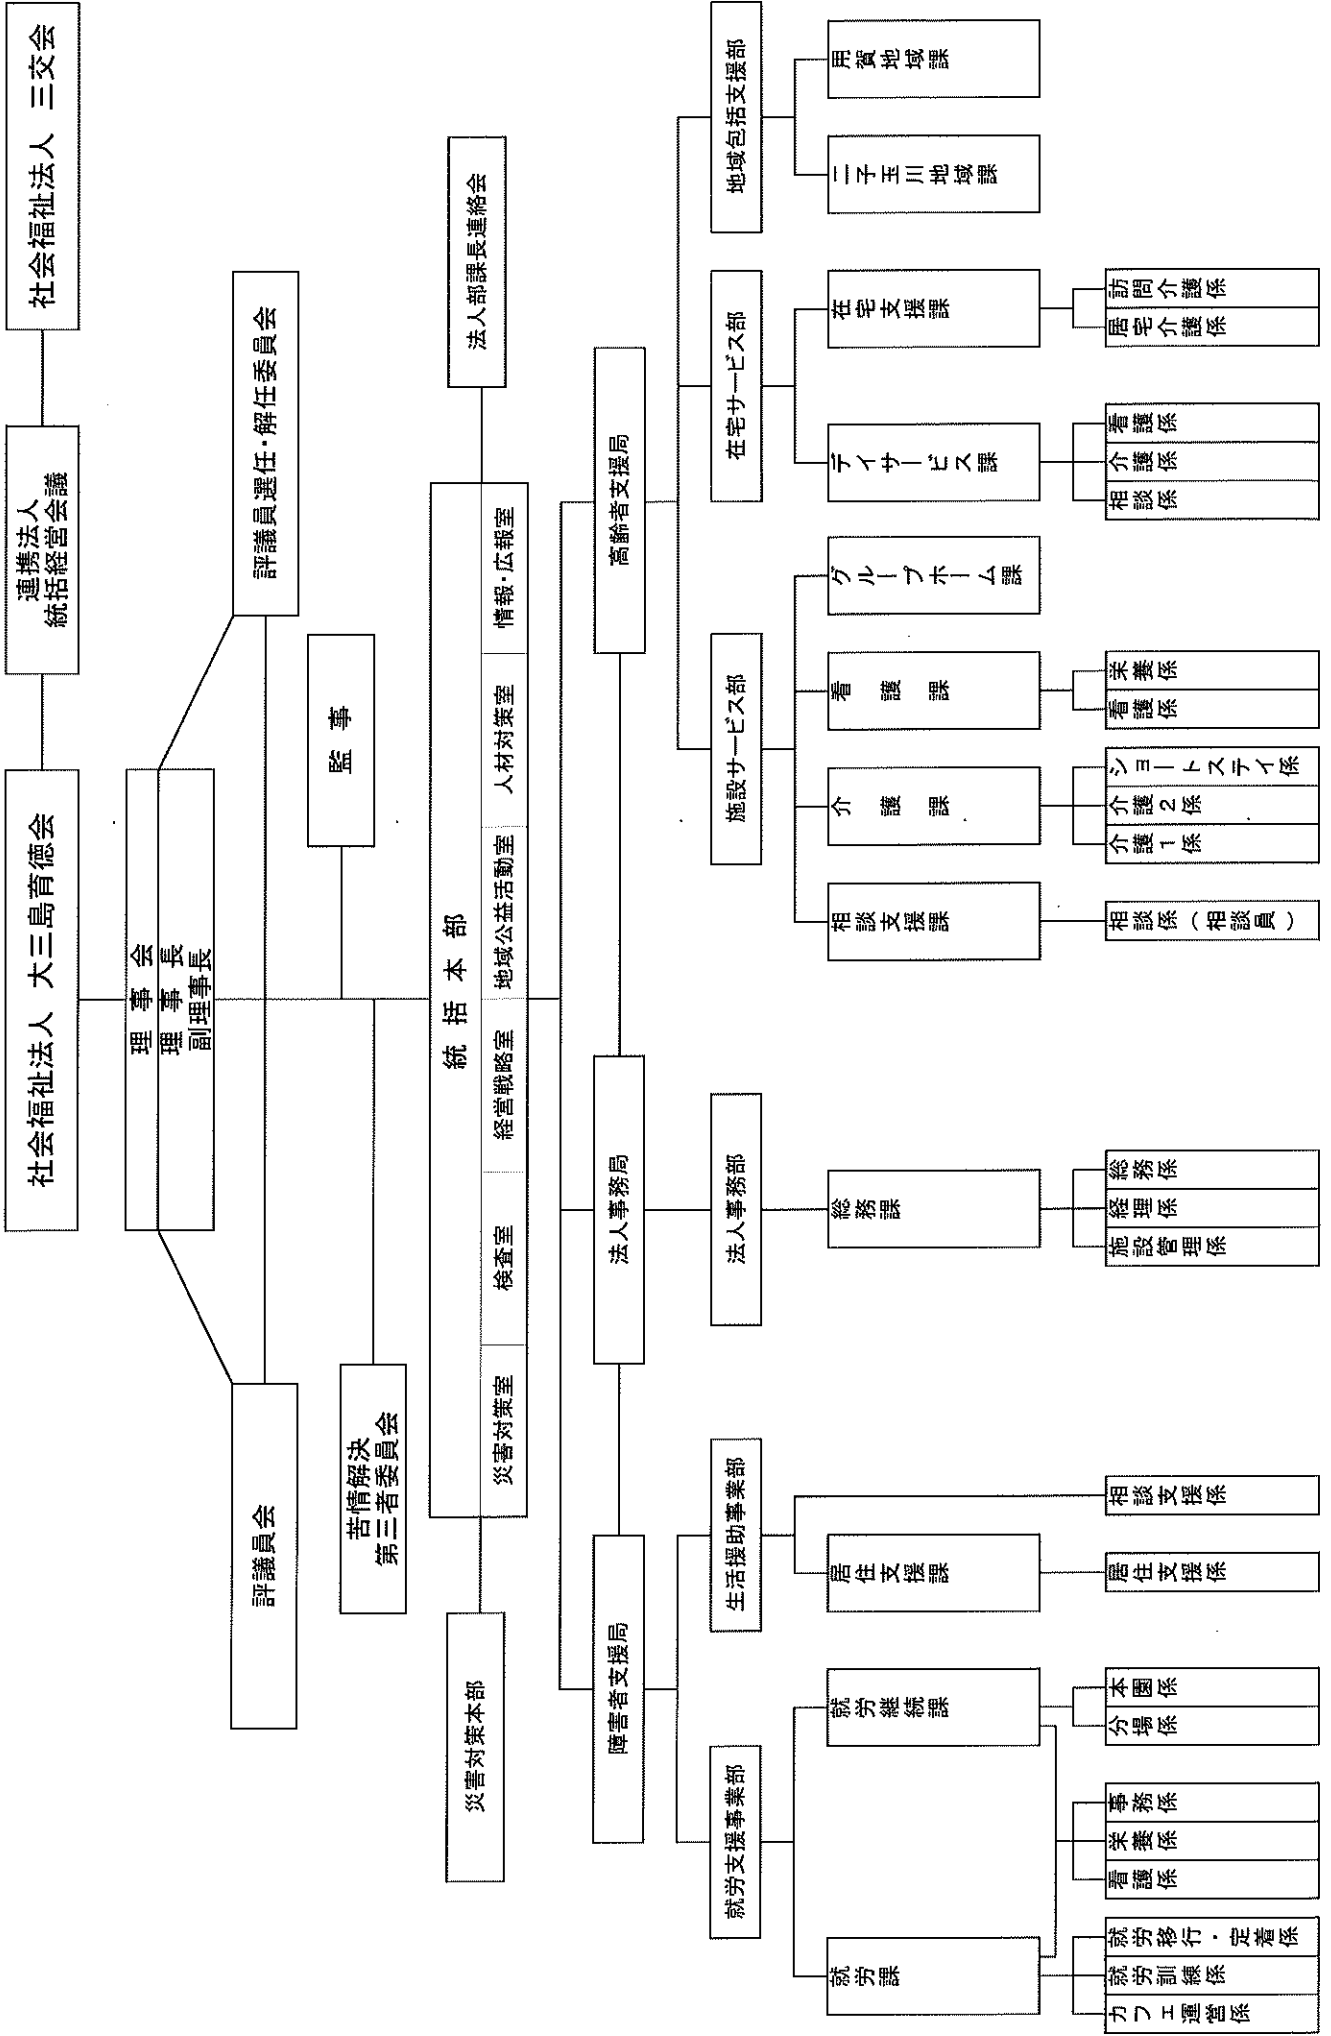 社会福祉法人 大三島育徳会
連携法人
統括経営会議
社会福祉法人 三交会
理事会
理事長
副理事長
評議員会
評議員選任・解任委員会
監事
苦情解決
第三者委員会
統括本部
災害対策室
検査室
経営戦略室
地域公益活動室
人材対策室
情報・広報室
災害対策本部
法人部課長連絡会
障害者支援局
法人事務局
高齢者支援局
就労支援事業部
生活援助事業部
法人事務部
施設サービス部
在宅サービス部
地域包括支援部
就労課
就労継続課
居住支援課
総務課
相談支援課
介護課
看護課
グループホーム課
デイサービス課
在宅支援課
二子玉川地域課
用賀地域課
カフェ運営係
就労訓練係
就労移行・定着係
看護係
栄養係
事務係
分場係
本園係
居住支援係
相談支援係
施設管理係
経理係
総務係
相談係（相談員）
介護1係
介護2係
ショートステイ係
看護係
栄養係
相談係
介護係
看護係
居宅介護係
訪問介護係